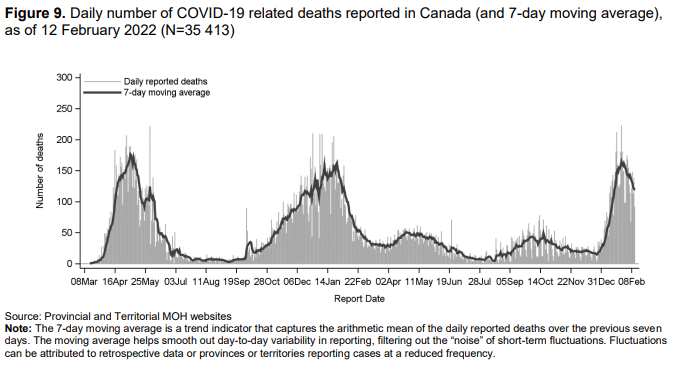 Figure 9. Daily number of COVID-19 related deaths reported in Canada (and 7-day moving average),
as of 12 February 2022 (N=35 413)
300
Daily reported deaths
7-day moving average
250
200
150
100
50
0
Number of deaths
08Mar 16Apr 25May 03Jul 11Aug 19Sep 28Oct 06Dec 14Jan 22Feb 02Apr 11May 19Jun 28Jul 05Sep 14Oct 22Nov 31Dec 08Feb
Report Date
Source: Provincial and Territorial MOH websites
Note: The 7-day moving average is a trend indicator that captures the arithmetic mean of the daily reported deaths over the previous seven
days. The moving average helps smooth out day-to-day variability in reporting, filtering out the “noise” of short-term fluctuations. Fluctuations
can be attributed to retrospective data or provinces or territories reporting cases at a reduced frequency.